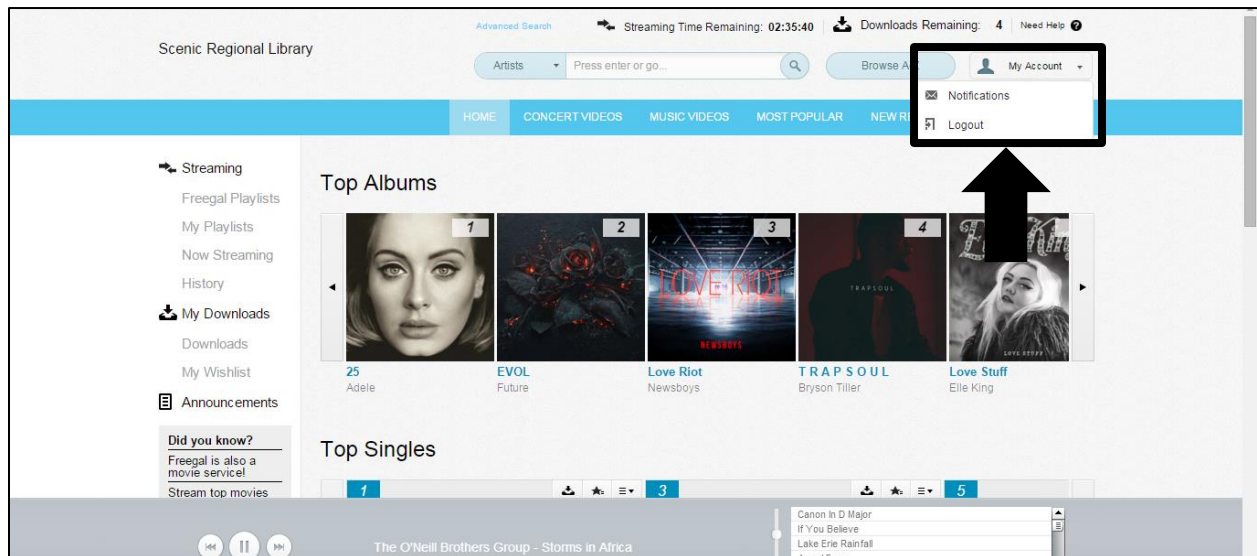 Advanced Search Streaming Time Remaining: 02:35:40 Downloads Remaining: 4 Need Help
Scenic Regional Library
Artists Press enter or go... Browse A My Account
Notifications
Logout
HOME CONCERT VIDEOS MUSIC VIDEOS MOST POPULAR NEW
Streaming
Freegal Playlists
My Playlists
Now Streaming
History
My Downloads
Downloads
My Wishlist
Announcements
Did you know?
Freegal is also a
movie service!
Stream top movies
Top Albums
1 2 3 4
LOVE RIOT
NEWSBOYS
TRAPSOUL
LOVE STUFF
25 EVOL Love Riot T R A P S O U L Love Stuff
Adele Future Newsboys Bryson Tiller Elle King
Top Singles
1 3 5
The O'Neill Brothers Group - Storms in Africa
Canon In D Major
If You Believe
Lake Erie Rainfall